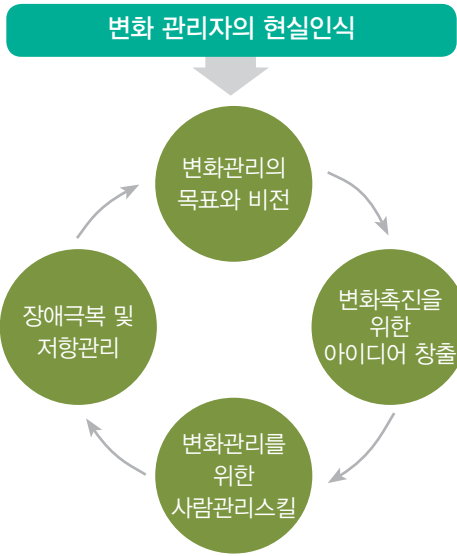 변화 관리자의 현실인식
변화관리의
목표와 비전
변화촉진을
위한
아이디어 창출
변화관리를
위한
사람관리스킬
장애극복 및
저항관리